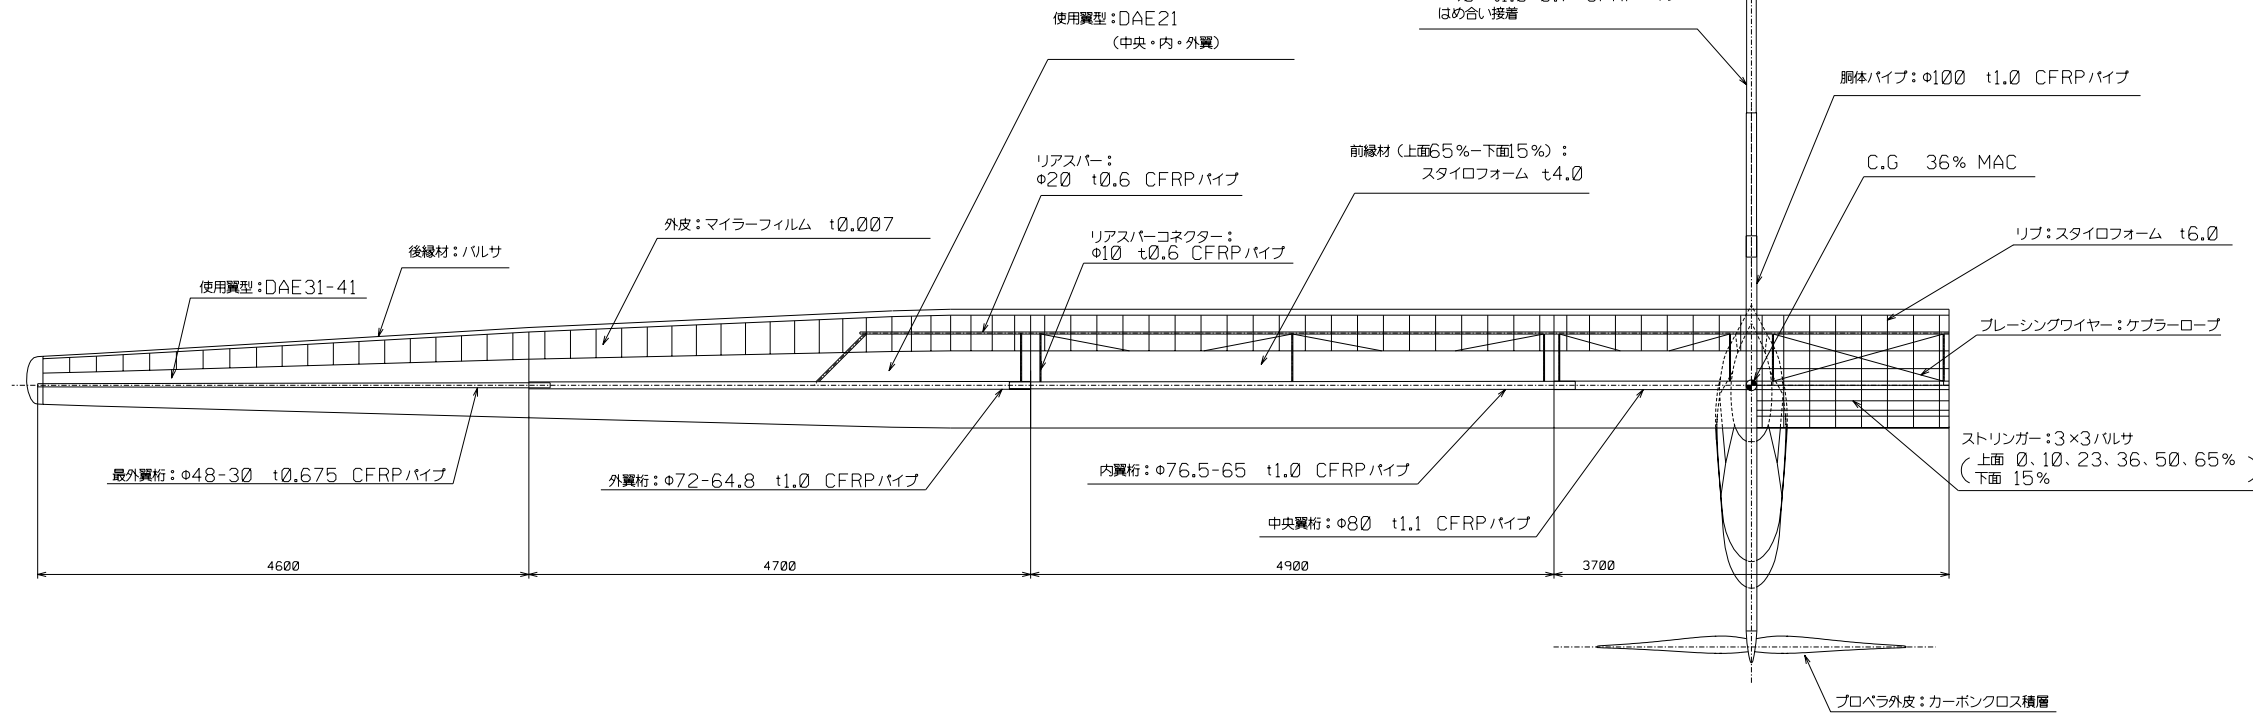 使用翼型：DAE21
（中央・内・外翼）
はめ合い接着
胴体パイプ：Φ100 t1.0 CFRPパイプ
前縁材（上面65%－下面15%）：
スタイロフォーム t4.0
C.G 36% MAC
リアスパー：
Φ20 t0.6 CFRPパイプ
外皮：マイラーフィルム t0.007
リアスパーコネクター：
Φ10 t0.6 CFRPパイプ
リブ：スタイロフォーム t6.0
後縁材：バルサ
使用翼型：DAE31-41
ブレーシングワイヤー：ケブラーロープ
ストリンガー：3×3バルサ
上面 0、10、23、36、50、65%
下面 15%
最外翼桁：Φ48-30 t0.675 CFRPパイプ
外翼桁：Φ72-64.8 t1.0 CFRPパイプ
内翼桁：Φ76.5-65 t1.0 CFRPパイプ
中央翼桁：Φ80 t1.1 CFRPパイプ
4600
4700
4900
3700
プロペラ外皮：カーボンクロス積層